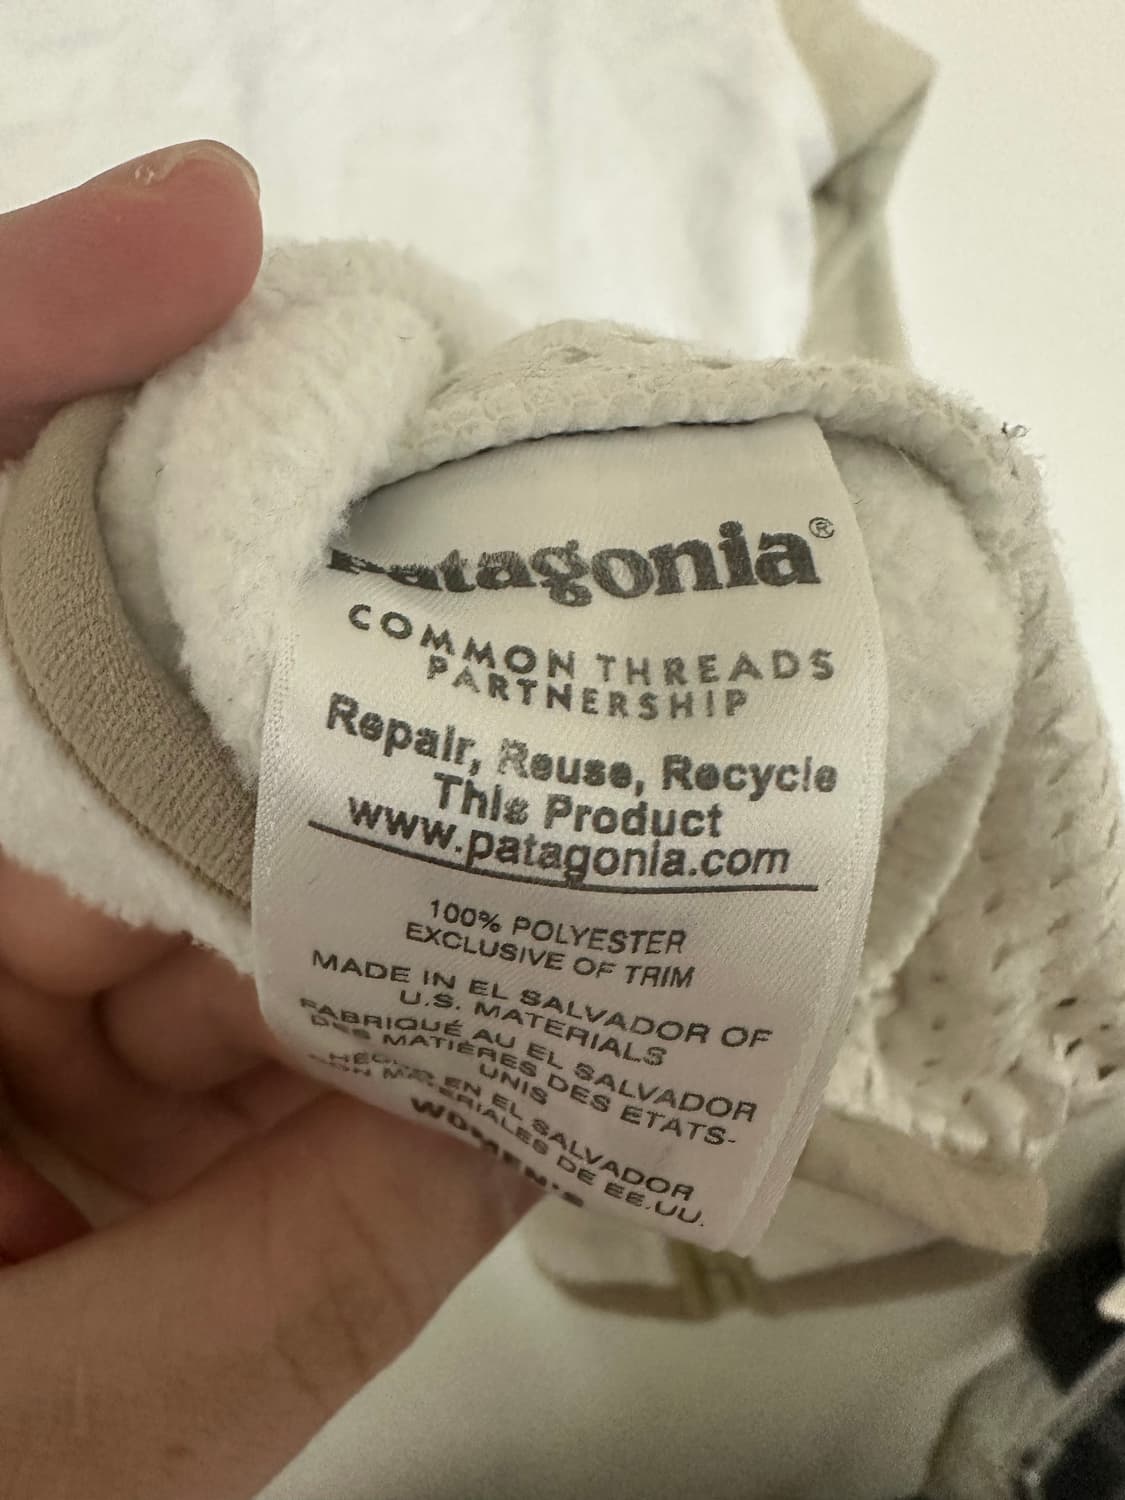 patagonia®
COMMON THREADS
PARTNERSHIP
Repair, Reuse, Recycle
This Product
www.patagonia.com
100% POLYESTER
EXCLUSIVE OF TRIM
MADE IN EL SALVADOR OF
U.S. MATERIALS
FABRIQUÉ AU EL SALVADOR
DES MATIÈRES DES ETATS-
UNIS
HECHO EN EL SALVADOR
CON MATERIALES DE EE.UU.
WOMEN'S